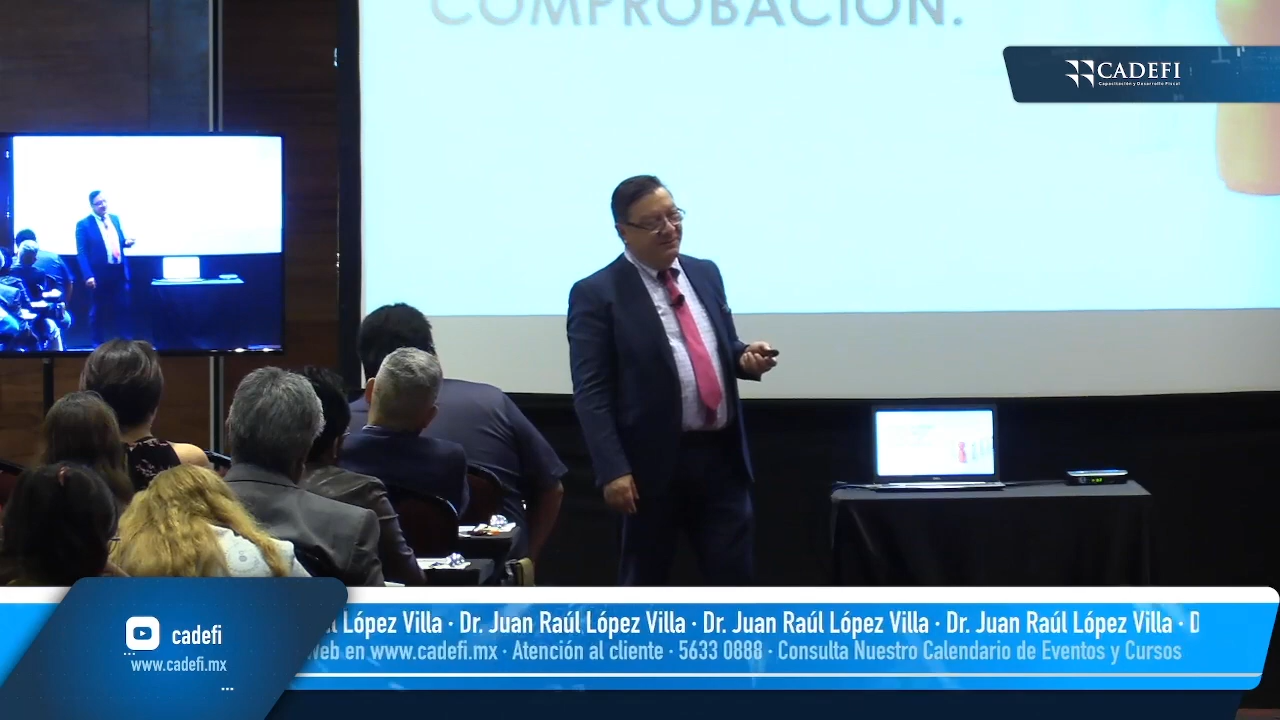 COMPROBACIÓN.
CADEFI
Capacitación y Desarrollo Fiscal
l López Villa · Dr. Juan Raúl López Villa · Dr. Juan Raúl López Villa · Dr. Juan Raúl López Villa · D
web en www.cadefi.mx · Atención al cliente · 5633 0888 · Consulta Nuestro Calendario de Eventos y Cursos
cadefi
www.cadefi.mx